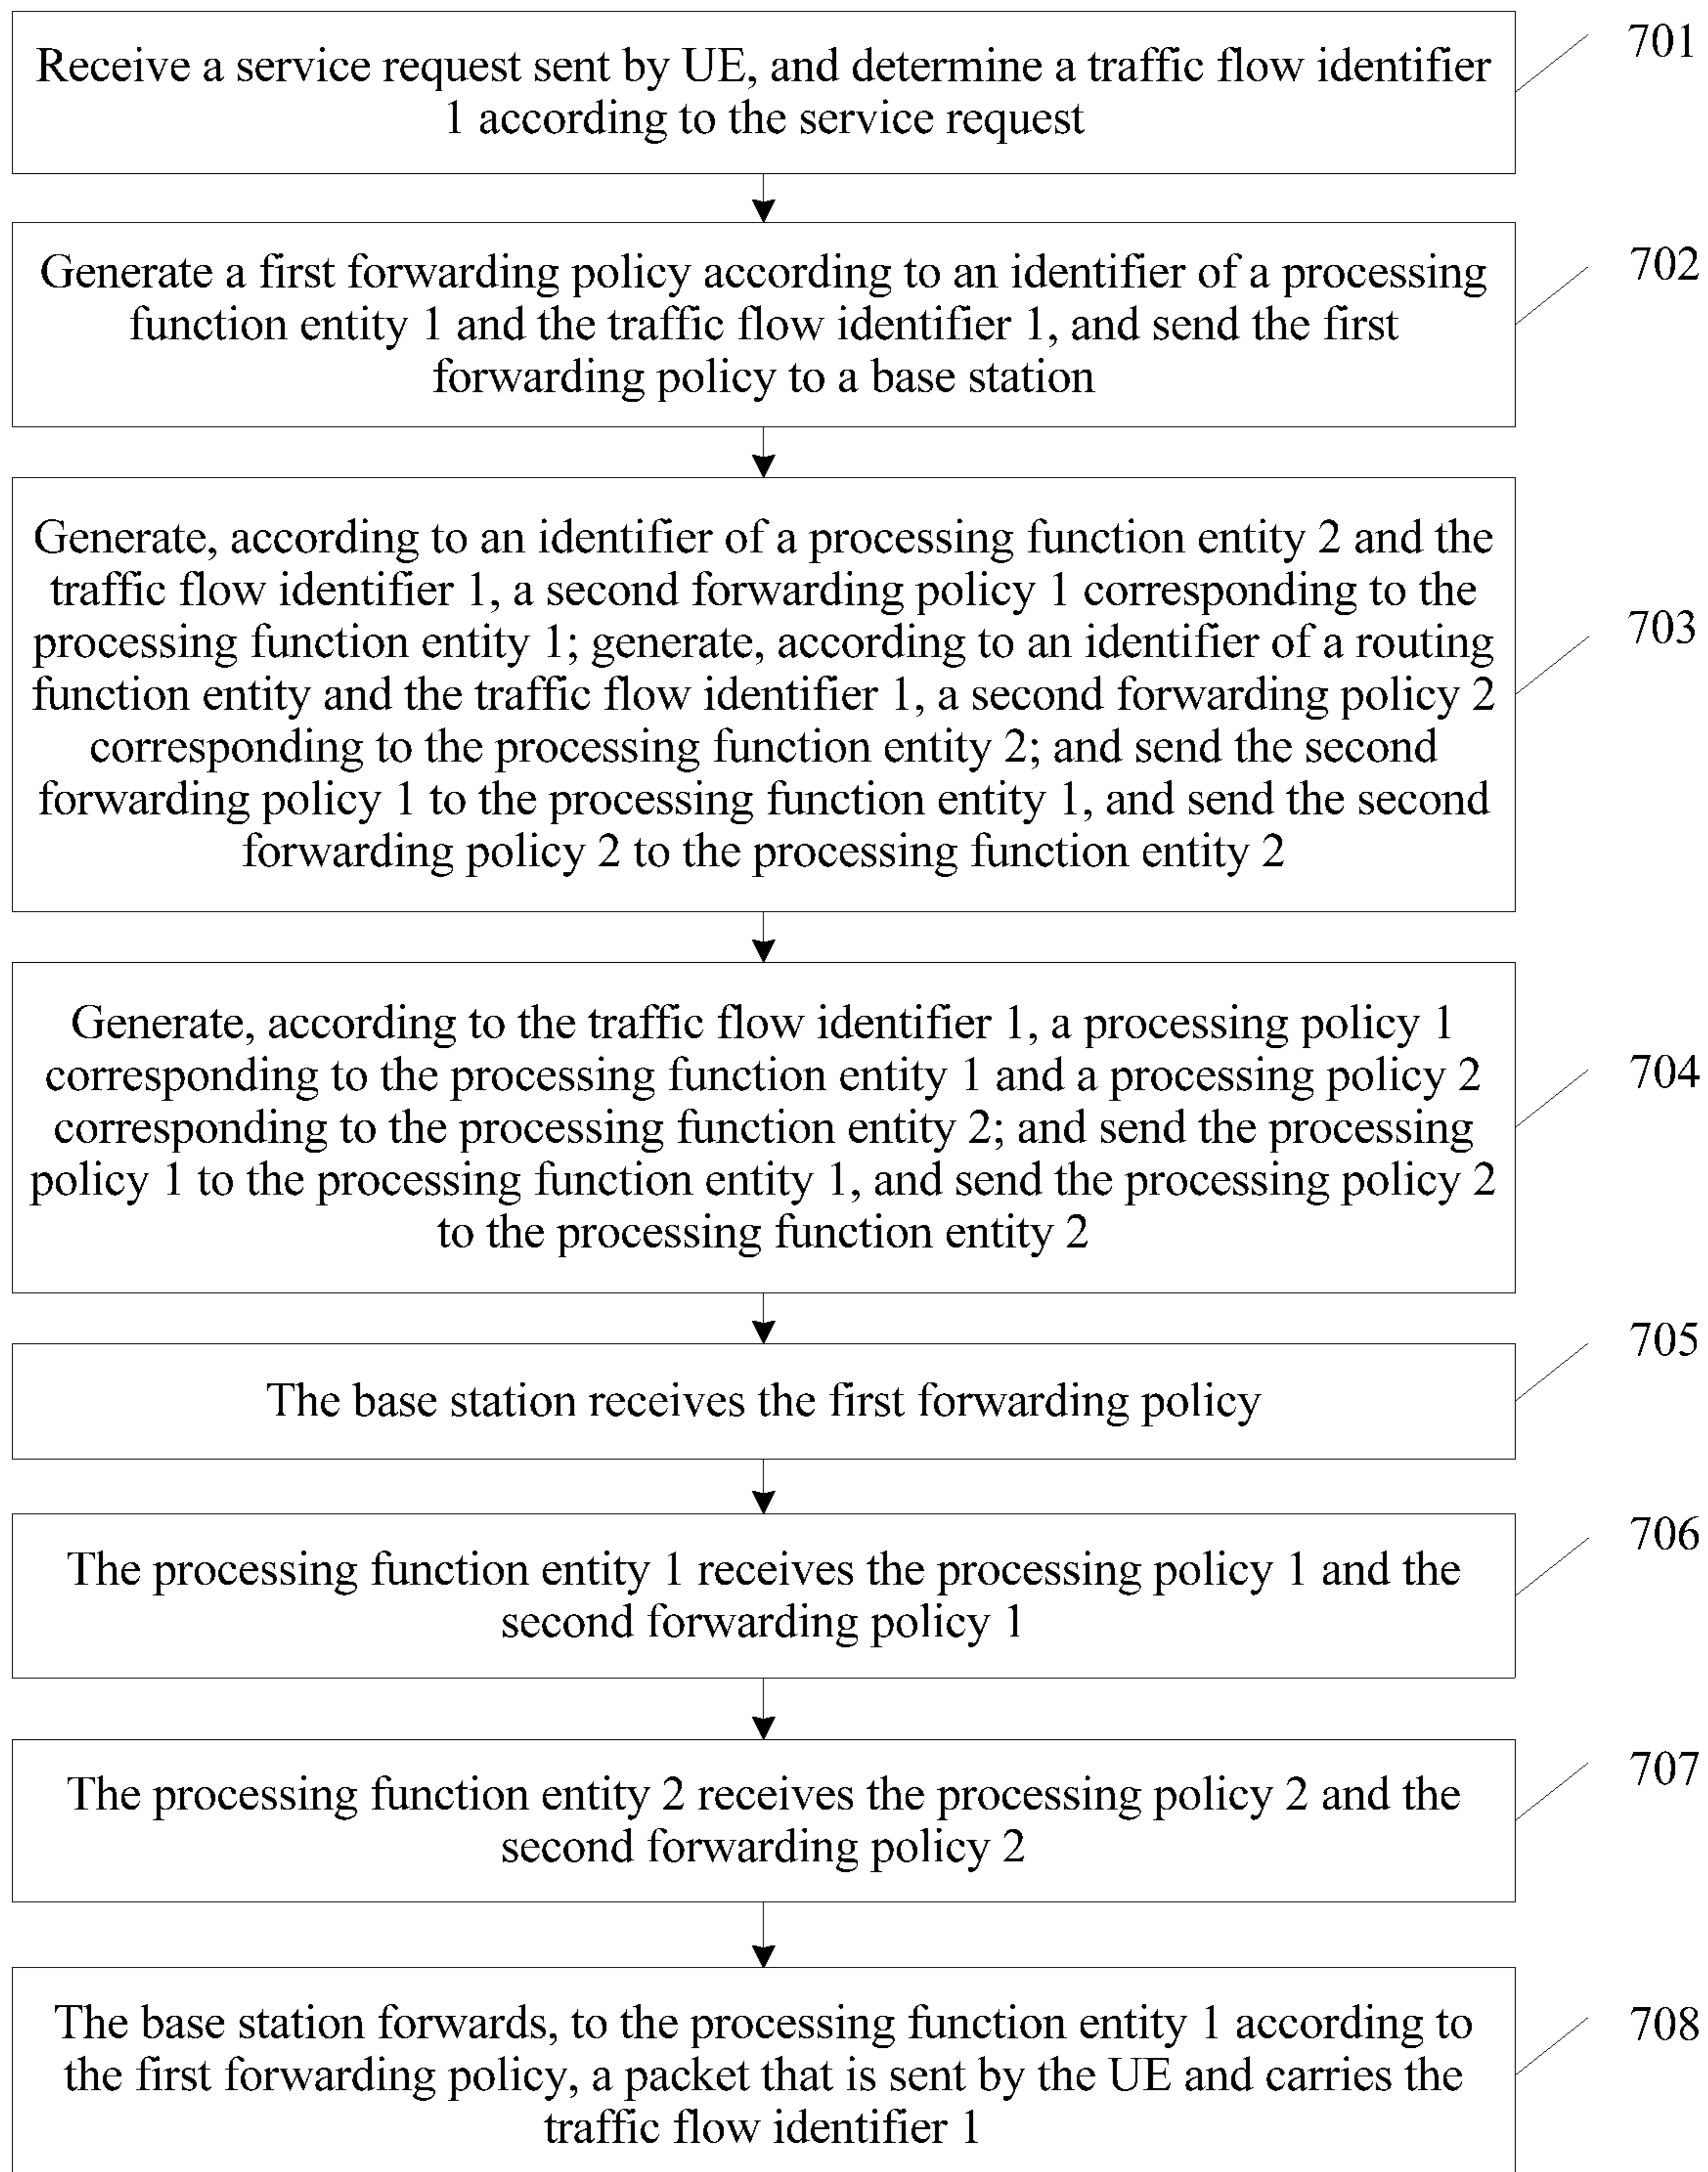 Receive a service request sent by UE, and determine a traffic flow identifier
1 according to the service request
701
Generate a first forwarding policy according to an identifier of a processing
function entity 1 and the traffic flow identifier 1, and send the first
forwarding policy to a base station
702
Generate, according to an identifier of a processing function entity 2 and the
traffic flow identifier 1, a second forwarding policy 1 corresponding to the
processing function entity 1; generate, according to an identifier of a routing
function entity and the traffic flow identifier 1, a second forwarding policy 2
corresponding to the processing function entity 2; and send the second
forwarding policy 1 to the processing function entity 1, and send the second
forwarding policy 2 to the processing function entity 2
703
Generate, according to the traffic flow identifier 1, a processing policy 1
corresponding to the processing function entity 1 and a processing policy 2
corresponding to the processing function entity 2; and send the processing
policy 1 to the processing function entity 1, and send the processing policy 2
to the processing function entity 2
704
The base station receives the first forwarding policy
705
The processing function entity 1 receives the processing policy 1 and the
second forwarding policy 1
706
The processing function entity 2 receives the processing policy 2 and the
second forwarding policy 2
707
The base station forwards, to the processing function entity 1 according to
the first forwarding policy, a packet that is sent by the UE and carries the
traffic flow identifier 1
708